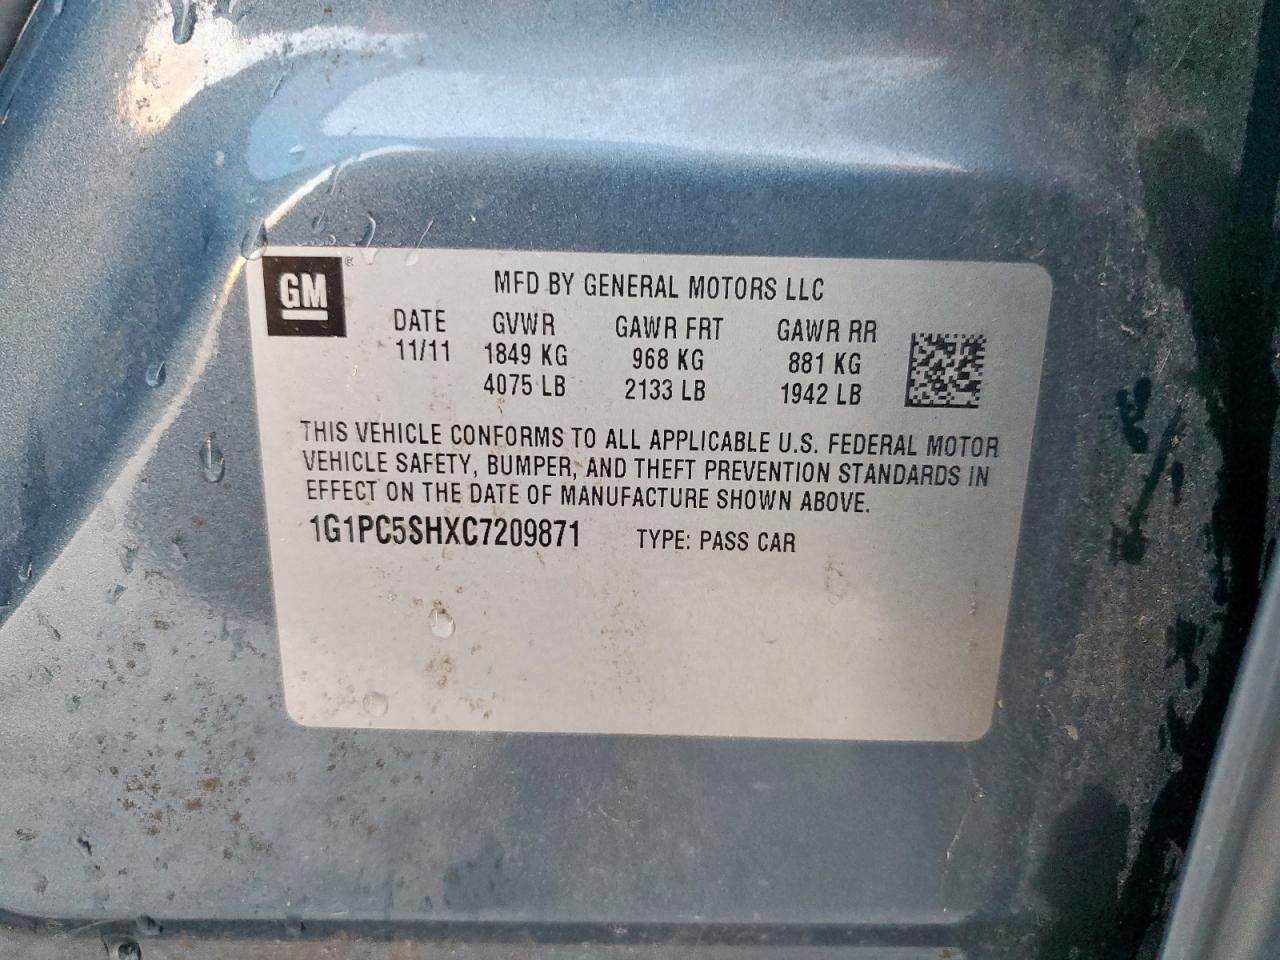 GM ®
MFD BY GENERAL MOTORS LLC
DATE GVWR GAWR FRT GAWR RR
11/11 1849 KG 968 KG 881 KG
4075 LB 2133 LB 1942 LB
THIS VEHICLE CONFORMS TO ALL APPLICABLE U.S. FEDERAL MOTOR
VEHICLE SAFETY, BUMPER, AND THEFT PREVENTION STANDARDS IN
EFFECT ON THE DATE OF MANUFACTURE SHOWN ABOVE.
1G1PC5SHXC7209871 TYPE: PASS CAR